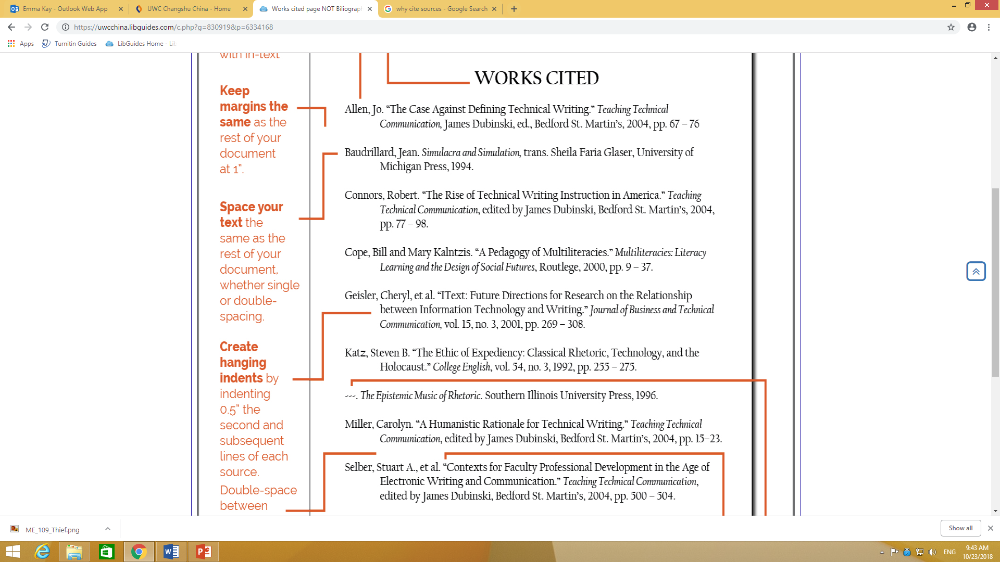 Emma Kay - Outlook Web App
UWC Changshu China - Home
Works cited page NOT Biliograp
why cite sources - Google Search
https://uwcchina.libguides.com/c.php?g=830919&p=6334168
Apps
Turnitin Guides
LibGuides Home - Lib
with in-text
Keep
margins the
same as the
rest of your
document
at 1”.
Space your
text the
same as the
rest of your
document,
whether single
or double-
spacing.
Create
hanging
indents by
indenting
0.5” the
second and
subsequent
lines of each
source.
Double-space
between
WORKS CITED
Allen, Jo. “The Case Against Defining Technical Writing.” Teaching Technical
Communication, James Dubinski, ed., Bedford St. Martin’s, 2004, pp. 67 – 76
Baudrillard, Jean. Simulacra and Simulation, trans. Sheila Faria Glaser, University of
Michigan Press, 1994.
Connors, Robert. “The Rise of Technical Writing Instruction in America.” Teaching
Technical Communication, edited by James Dubinski, Bedford St. Martin’s, 2004,
pp. 77 – 98.
Cope, Bill and Mary Kalntzis. “A Pedagogy of Multiliteracies.” Multiliteracies: Literacy
Learning and the Design of Social Futures, Routlege, 2000, pp. 9 – 37.
Geisler, Cheryl, et al. “IText: Future Directions for Research on the Relationship
between Information Technology and Writing.” Journal of Business and Technical
Communication, vol. 15, no. 3, 2001, pp. 269 – 308.
Katz, Steven B. “The Ethic of Expediency: Classical Rhetoric, Technology, and the
Holocaust.” College English, vol. 54, no. 3, 1992, pp. 255 – 275.
---. The Epistemic Music of Rhetoric. Southern Illinois University Press, 1996.
Miller, Carolyn. “A Humanistic Rationale for Technical Writing.” Teaching Technical
Communication, edited by James Dubinski, Bedford St. Martin’s, 2004, pp. 15–23.
Selber, Stuart A., et al. “Contexts for Faculty Professional Development in the Age of
Electronic Writing and Communication.” Teaching Technical Communication,
edited by James Dubinski, Bedford St. Martin’s, 2004, pp. 500 – 504.
ME_109_Thief.png
Show all
ENG
9:43 AM
10/23/2018